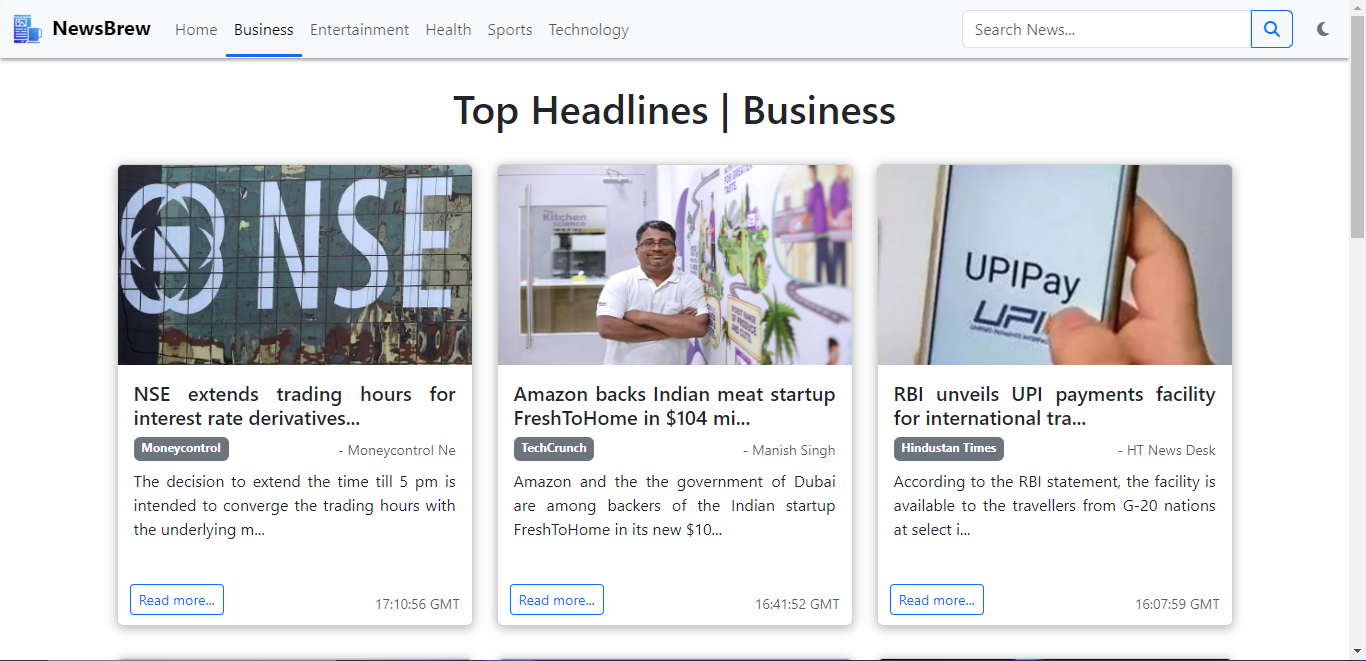 NewsBrew Home Business Entertainment Health Sports Technology Search News...
Top Headlines | Business
NSE
NSE extends trading hours for
interest rate derivatives...
Moneycontrol - Moneycontrol Ne
The decision to extend the time till 5 pm is
intended to converge the trading hours with
the underlying m...
Read more... 17:10:56 GMT
Kitchen
Amazon backs Indian meat startup
FreshToHome in $104 mi...
TechCrunch - Manish Singh
Amazon and the the government of Dubai
are among backers of the Indian startup
FreshToHome in its new $10...
Read more... 16:41:52 GMT
UPIPay
UPI
RBI unveils UPI payments facility
for international tra...
Hindustan Times - HT News Desk
According to the RBI statement, the facility is
available to the travellers from G-20 nations
at select i...
Read more... 16:07:59 GMT